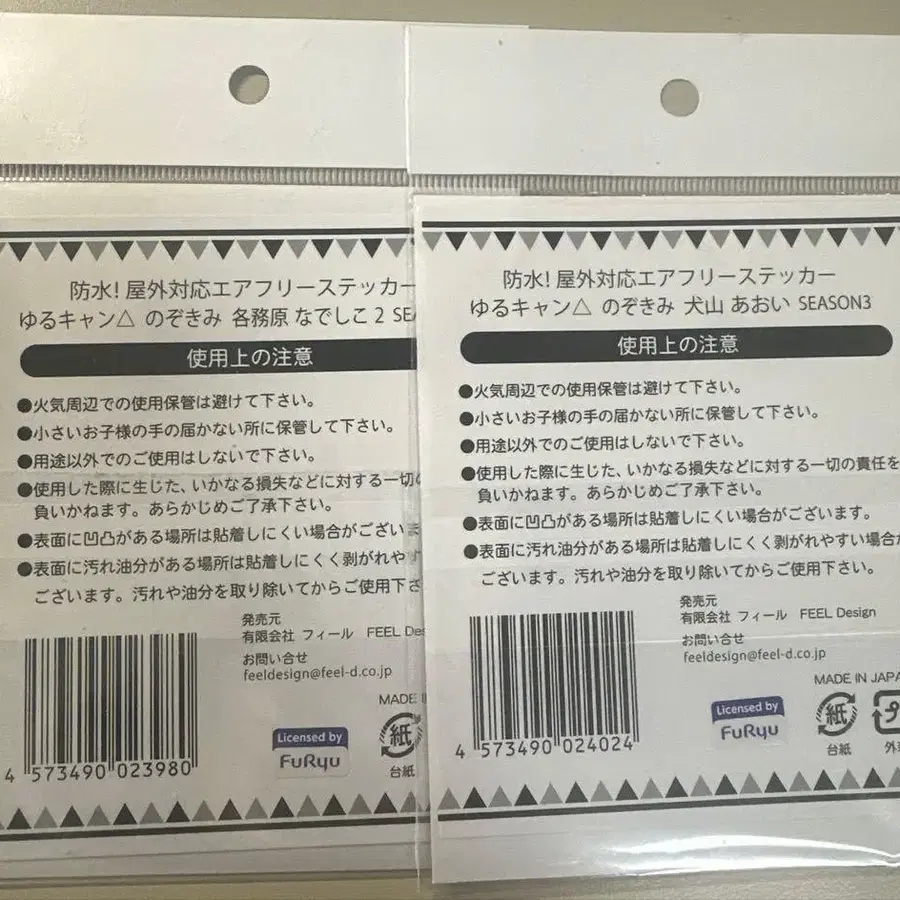 防水!屋外対応エアフリーステッカー
ゆるキャン△ のぞきみ 各務原 なでしこ 2 SEA
使用上の注意
●火気周辺での使用保管は避けて下さい。
●小さいお子様の手の届かない所に保管して下さい。
●用途以外でのご使用はしないで下さい。
●使用した際に生じた、いかなる損失などに対する一切の
負いかねます。あらかじめご了承下さい。
●表面に凹凸がある場所は貼着しにくい場合がございま
●表面に汚れ油分がある場所は貼着しにくく剥がれやす
ございます。汚れや油分を取り除いてからご使用下さ
発売元
有限会社 フィール FEEL Des
お問い合せ
feeldesign@feel-d.co.jp
MADE I
Licensed by
FuRyu
紙
台紙
4 573490 023980
防水!屋外対応エアフリーステッカー
ゆるキャン△ のぞきみ 犬山 あおい SEASON3
使用上の注意
●火気周辺での使用保管は避けて下さい。
●小さいお子様の手の届かない所に保管して下さい。
●用途以外でのご使用はしないで下さい。
●使用した際に生じた、いかなる損失などに対する一切の責任を
負いかねます。あらかじめご了承下さい。
●表面に凹凸がある場所は貼着しにくい場合がございます。
●表面に汚れ油分がある場所は貼着しにくく剥がれやすい場合が
ございます。汚れや油分を取り除いてからご使用下さい。
発売元
有限会社 フィール FEEL Design
お問い合せ
feeldesign@feel-d.co.jp
MADE IN JAPA
Licensed by
FuRyu
紙
台紙
プ
外
4 573490 024024